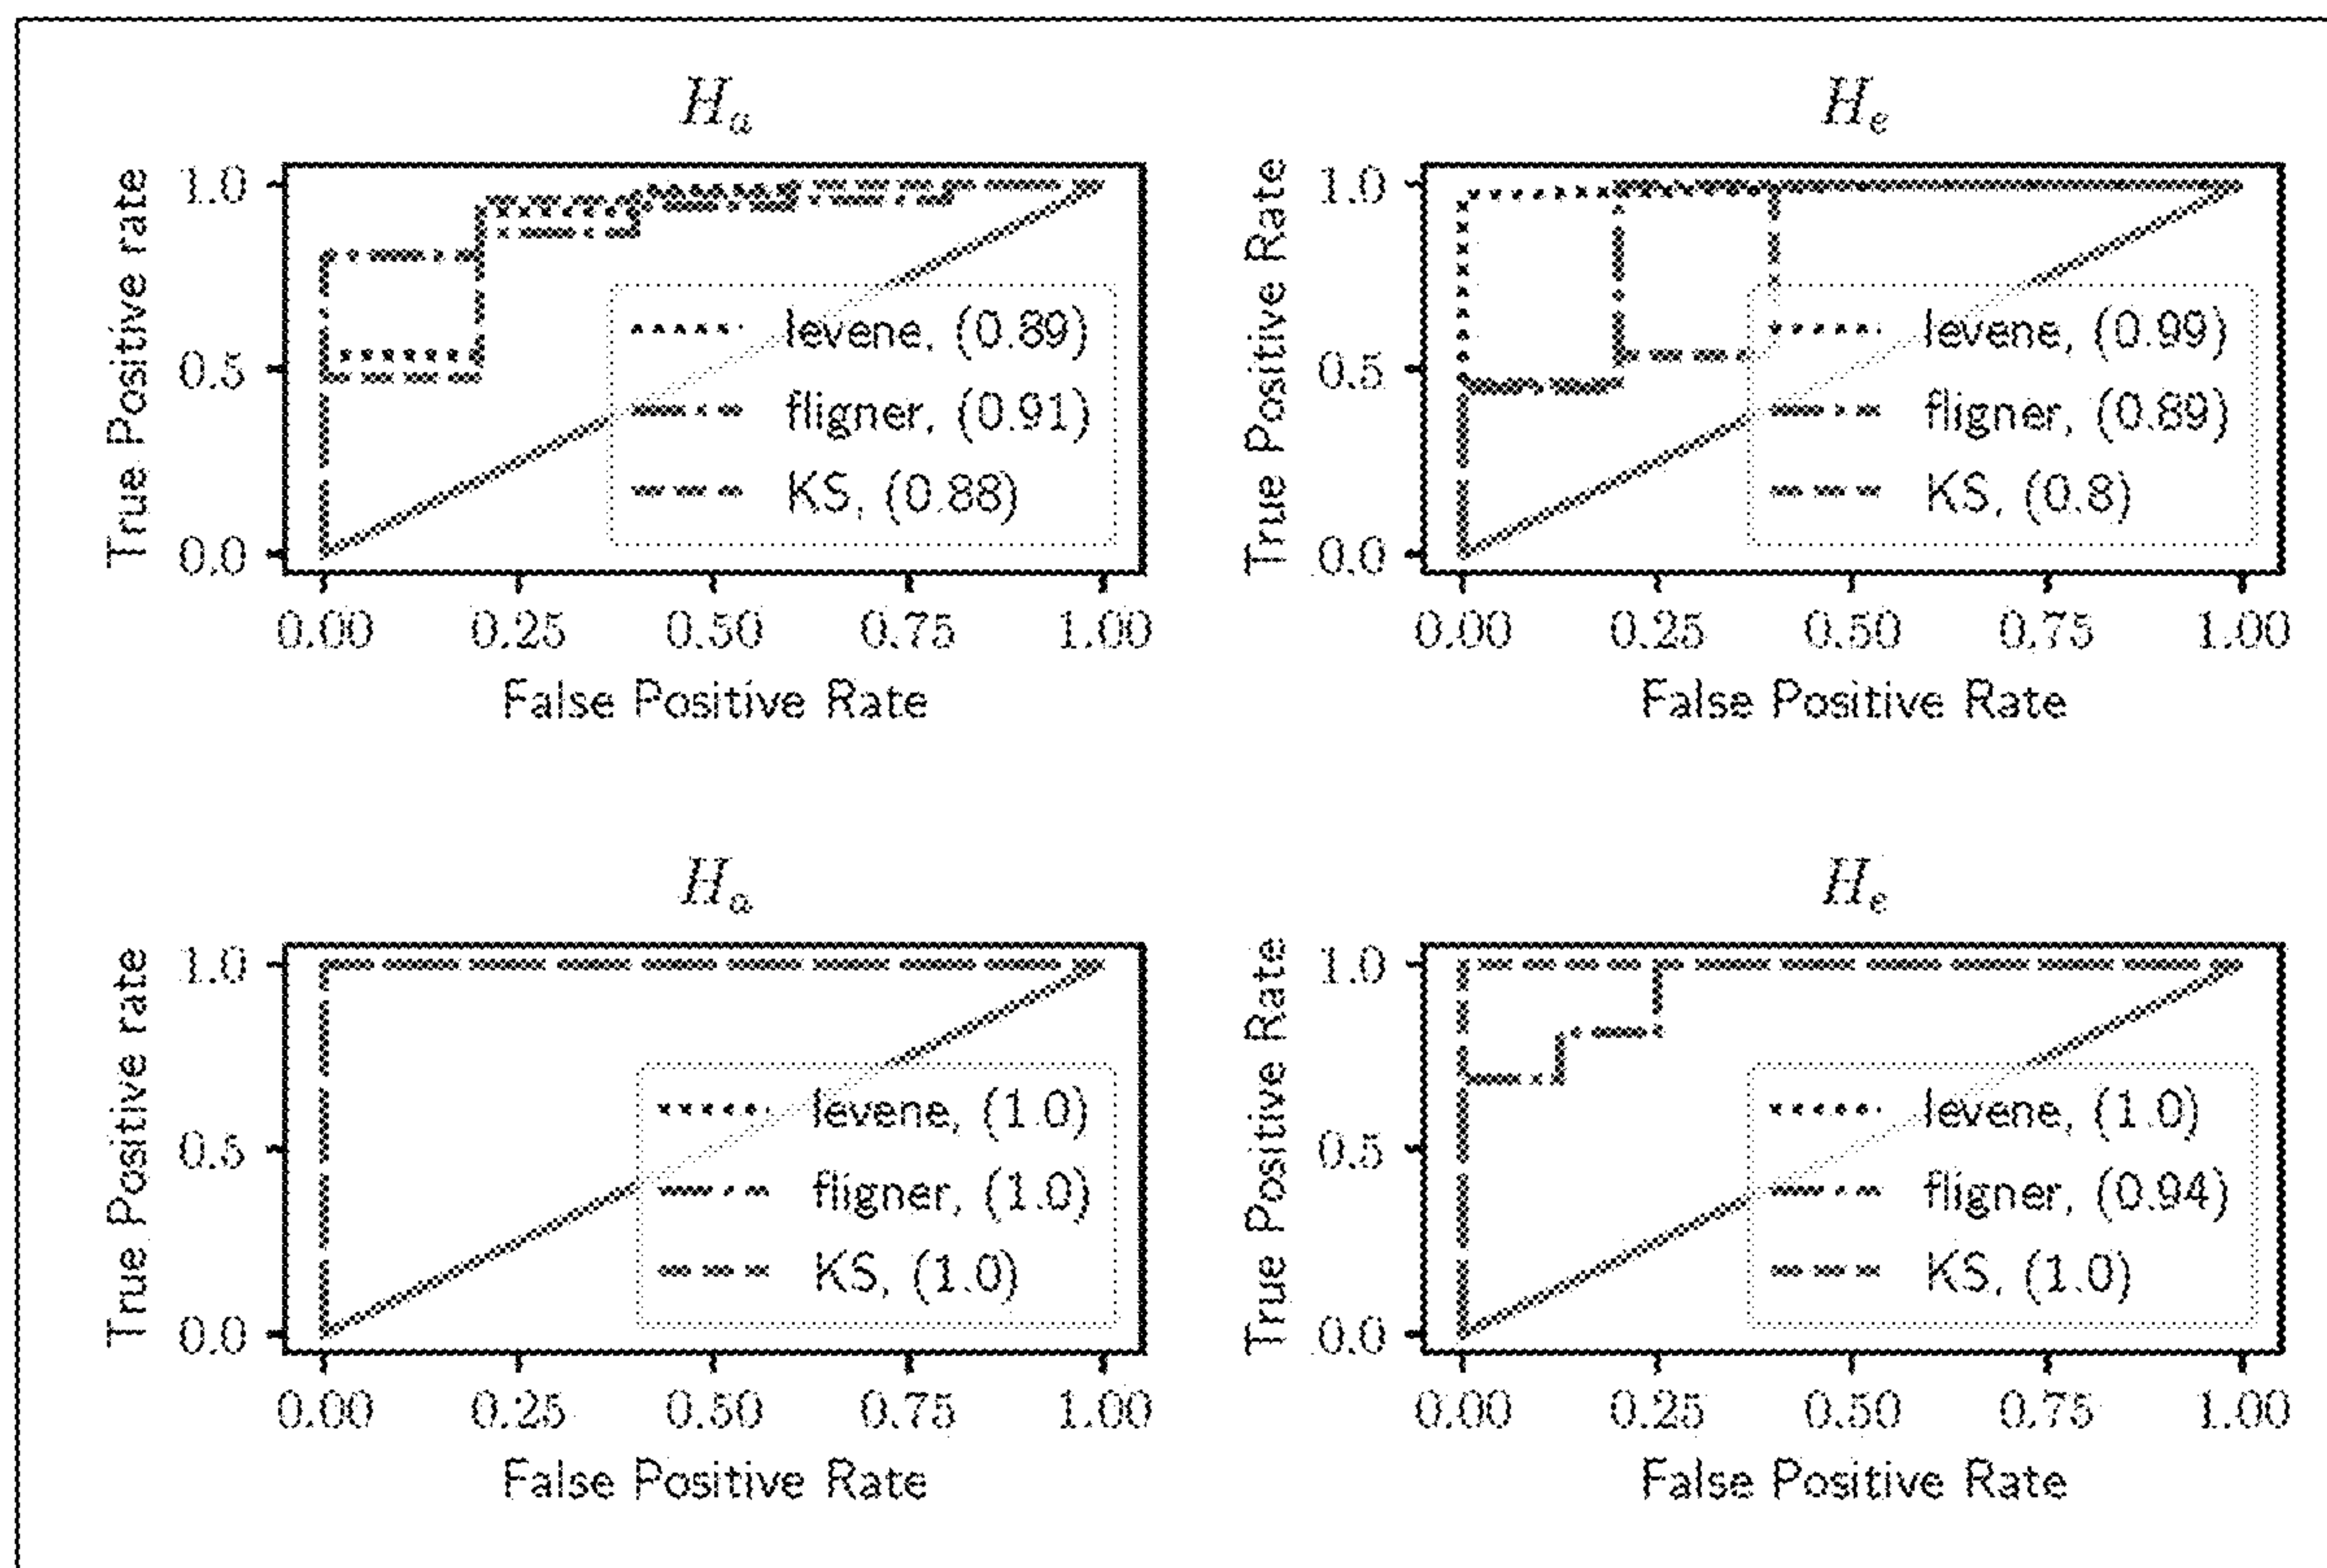 H_a
True Positive rate
1.0
0.5
0.0
levene, (0.89)
fligner, (0.91)
KS, (0.88)
0.00 0.25 0.50 0.75 1.00
False Positive Rate
H_e
True Positive Rate
1.0
0.5
0.0
levene, (0.99)
fligner, (0.89)
KS, (0.8)
0.00 0.25 0.50 0.75 1.00
False Positive Rate
H_a
True Positive rate
1.0
0.5
0.0
levene, (1.0)
fligner, (1.0)
KS, (1.0)
0.00 0.25 0.50 0.75 1.00
False Positive Rate
H_e
True Positive Rate
1.0
0.5
0.0
levene, (1.0)
fligner, (0.94)
KS, (1.0)
0.00 0.25 0.50 0.75 1.00
False Positive Rate